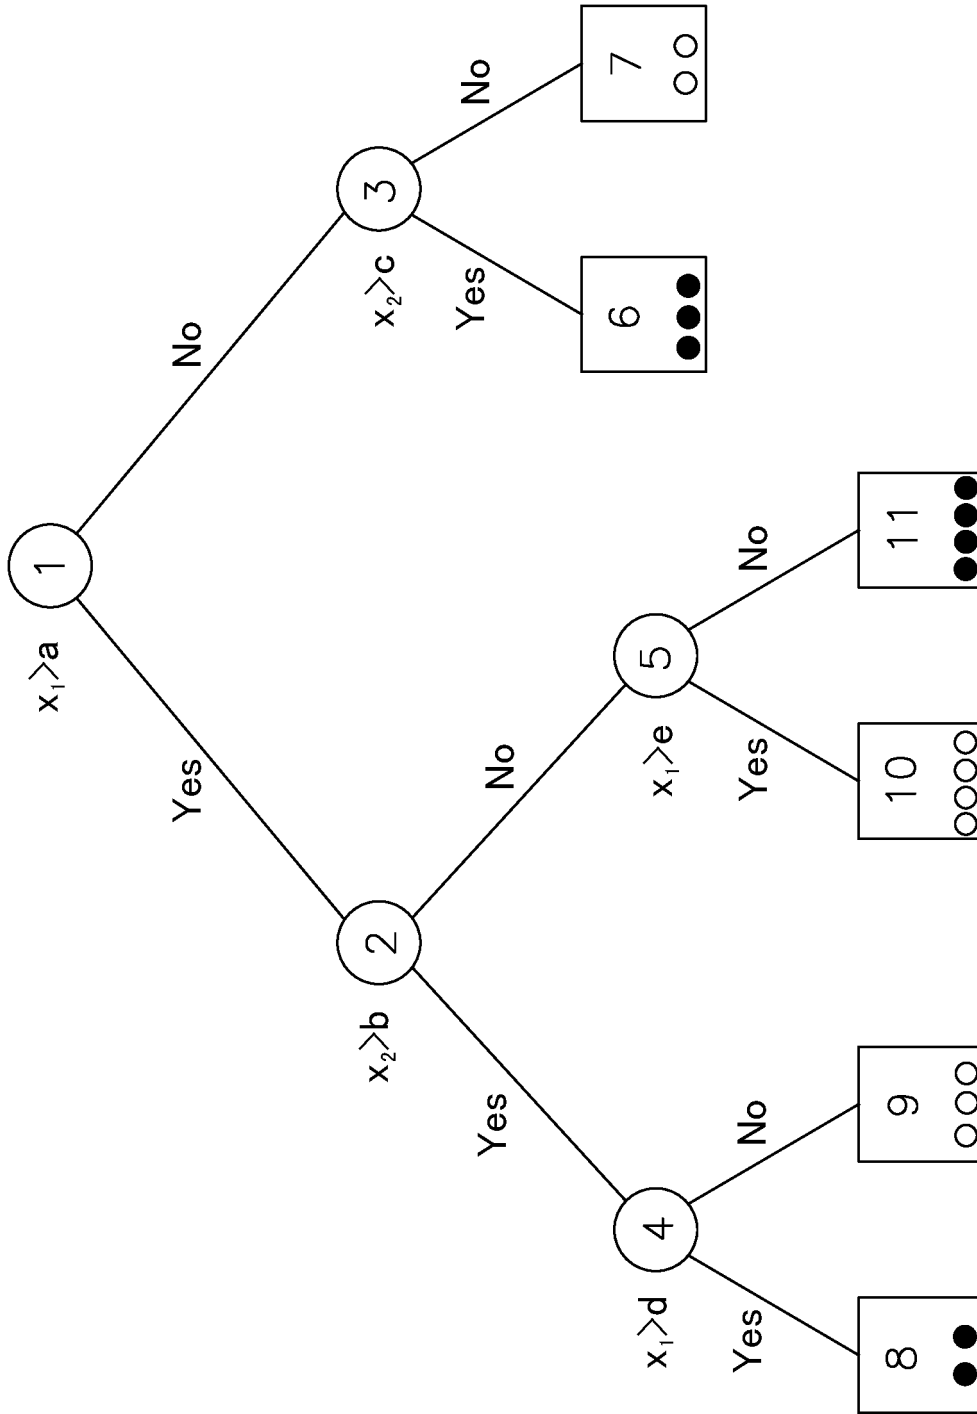 1
x₁>a
Yes
No
2
x₂>b
3
x₂>c
Yes
No
Yes
No
4
x₁>d
5
x₁>e
6
7
Yes
No
Yes
No
8
9
10
11